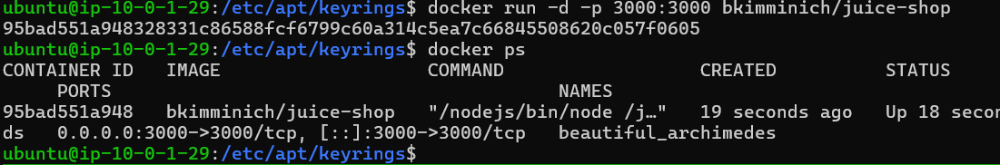 ubuntu@ip-10-0-1-29:/etc/apt/keyrings$ docker run -d -p 3000:3000 bkimminich/juice-shop
95bad551a948328331c86588fcf6799c60a314c5ea7c66845508620c057f0605
ubuntu@ip-10-0-1-29:/etc/apt/keyrings$ docker ps
CONTAINER ID   IMAGE                   COMMAND                  CREATED          STATUS
     PORTS                                         NAMES
95bad551a948   bkimminich/juice-shop   "/nodejs/bin/node /j…"   19 seconds ago   Up 18 secon
ds   0.0.0.0:3000->3000/tcp, [::]:3000->3000/tcp   beautiful_archimedes
ubuntu@ip-10-0-1-29:/etc/apt/keyrings$